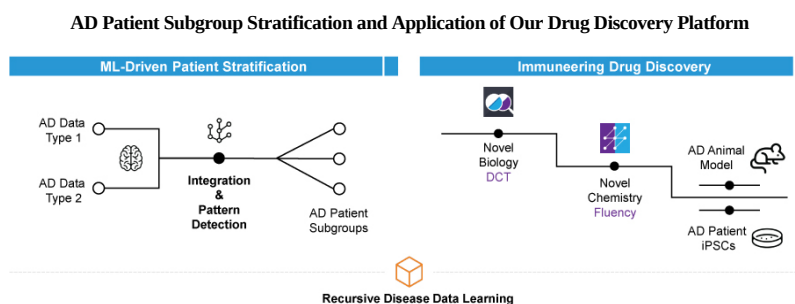 AD Patient Subgroup Stratification and Application of Our Drug Discovery Platform
ML-Driven Patient Stratification
Immuneering Drug Discovery
AD Data
Type 1
AD Data
Type 2
Integration
&
Pattern
Detection
AD Patient
Subgroups
Novel
Biology
DCT
Novel
Chemistry
Fluency
AD Animal
Model
AD Patient
iPSCs
Recursive Disease Data Learning